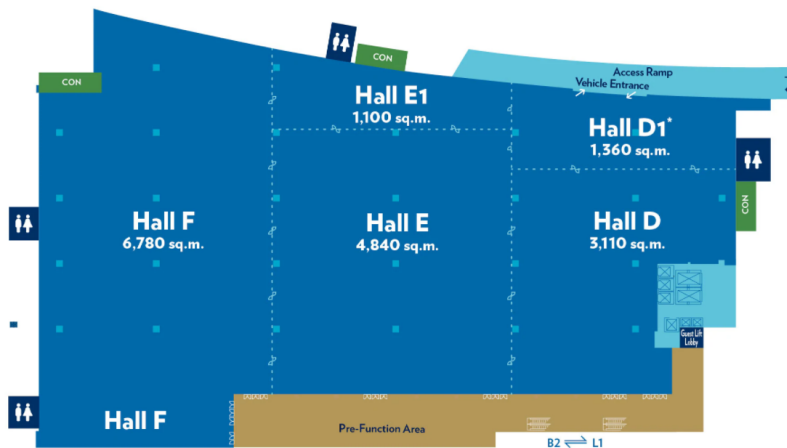 Access Ramp
Vehicle Entrance
CON
CON
Hall E1
1,100 sq.m.
Hall D1*
1,360 sq.m.
CON
Hall F
6,780 sq.m.
Hall E
4,840 sq.m.
Hall D
3,110 sq.m.
Guest Lift
Lobby
Hall F
Pre-Function Area
B2 ⇌ L1